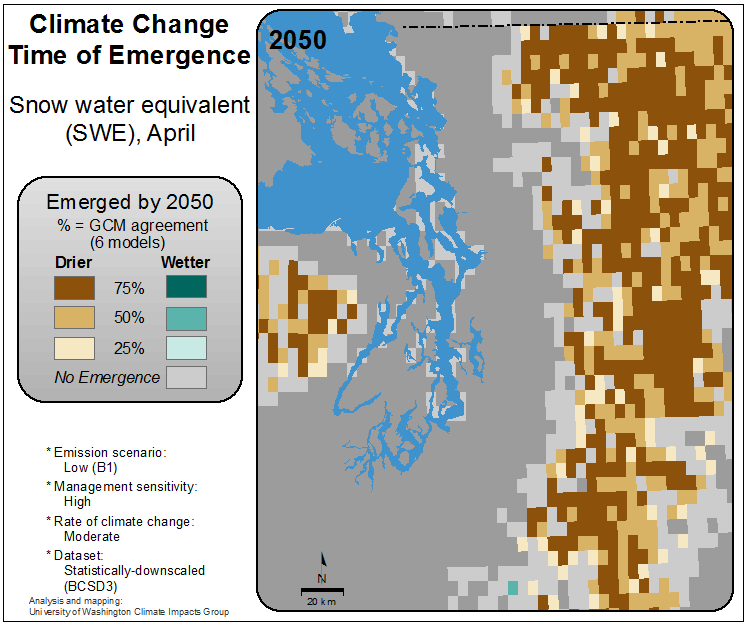 Climate Change
Time of Emergence
Snow water equivalent
(SWE), April
Emerged by 2050
% = GCM agreement
(6 models)
Drier Wetter
75%
50%
25%
No Emergence
* Emission scenario:
Low (B1)
* Management sensitivity:
High
* Rate of climate change:
Moderate
* Dataset:
Statistically-downscaled
(BCSD3)
Analysis and mapping:
University of Washington Climate Impacts Group
2050
N
20 km